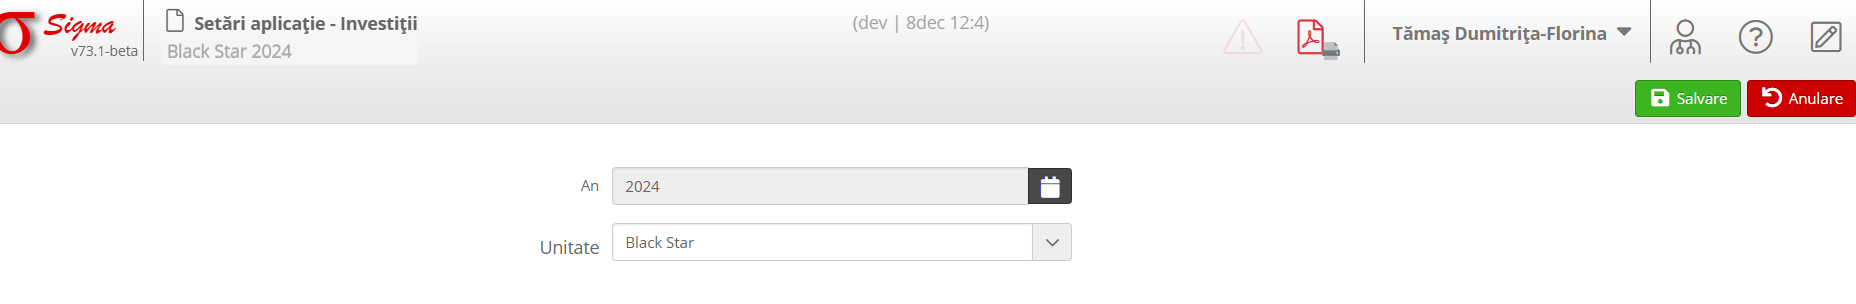 σ Sigma
v73.1-beta
Setări aplicaţie - Investiţii
Black Star 2024
(dev | 8dec 12:4)
Tămaş Dumitriţa-Florina
?
Salvare
Anulare
An
2024
Unitate
Black Star